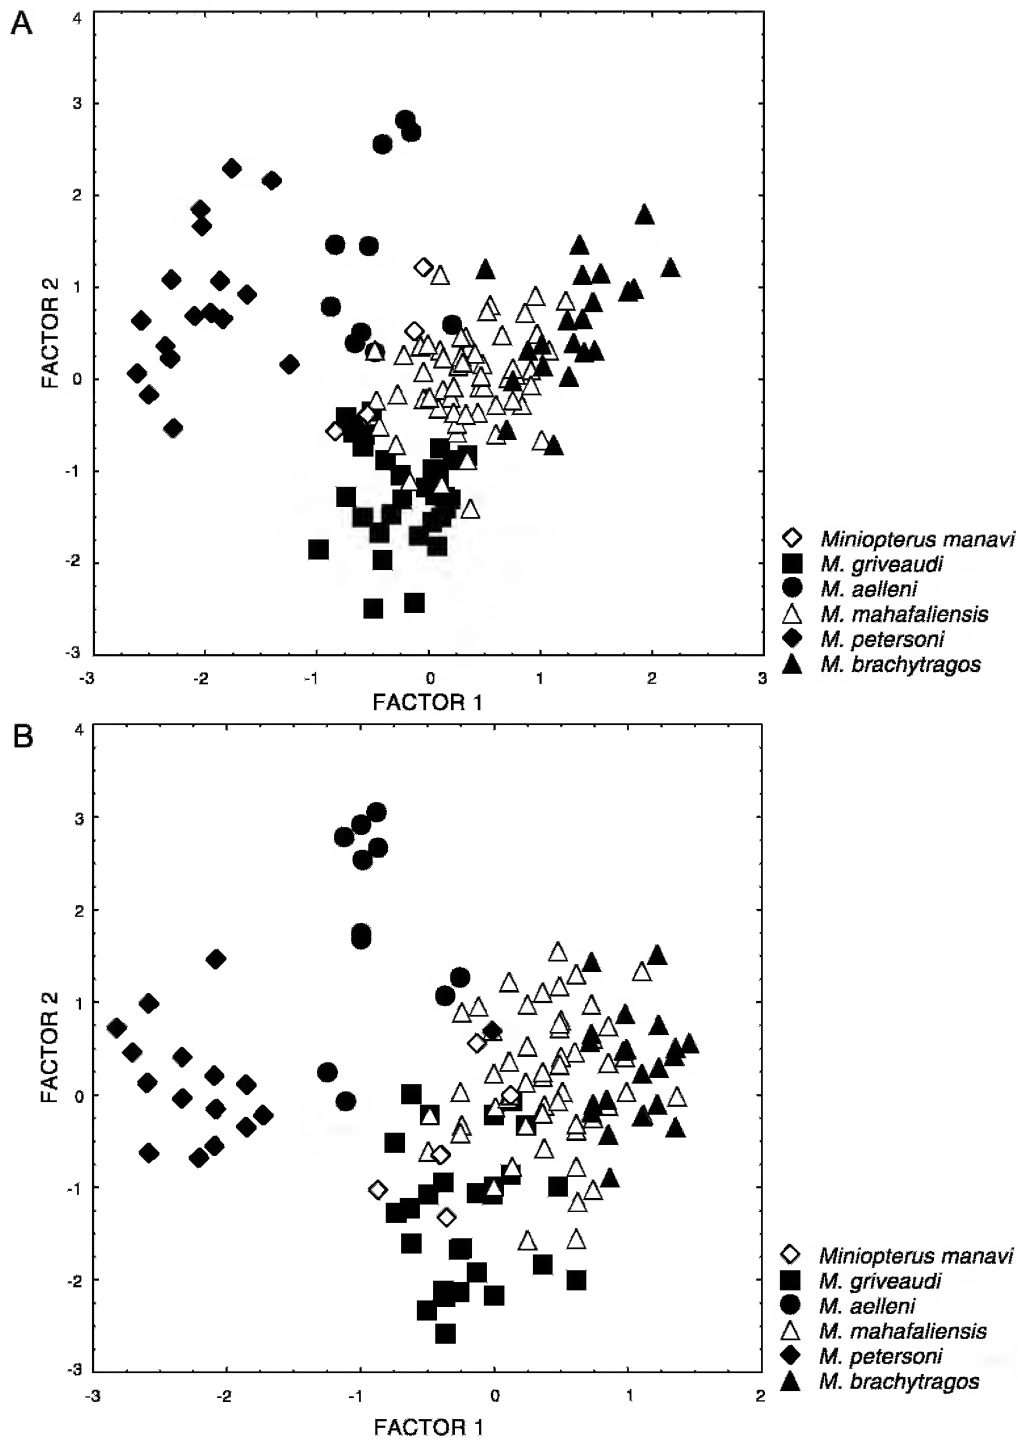 A
4
3
2
1
0
-1
-2
-3
FACTOR 2
-3 -2 -1 0 1 2 3
FACTOR 1
Miniopterus manavi
M. griveaudi
M. aelleni
M. mahafaliensis
M. petersoni
M. brachytragos
B
4
3
2
1
0
-1
-2
-3
FACTOR 2
-3 -2 -1 0 1 2
FACTOR 1
Miniopterus manavi
M. griveaudi
M. aelleni
M. mahafaliensis
M. petersoni
M. brachytragos